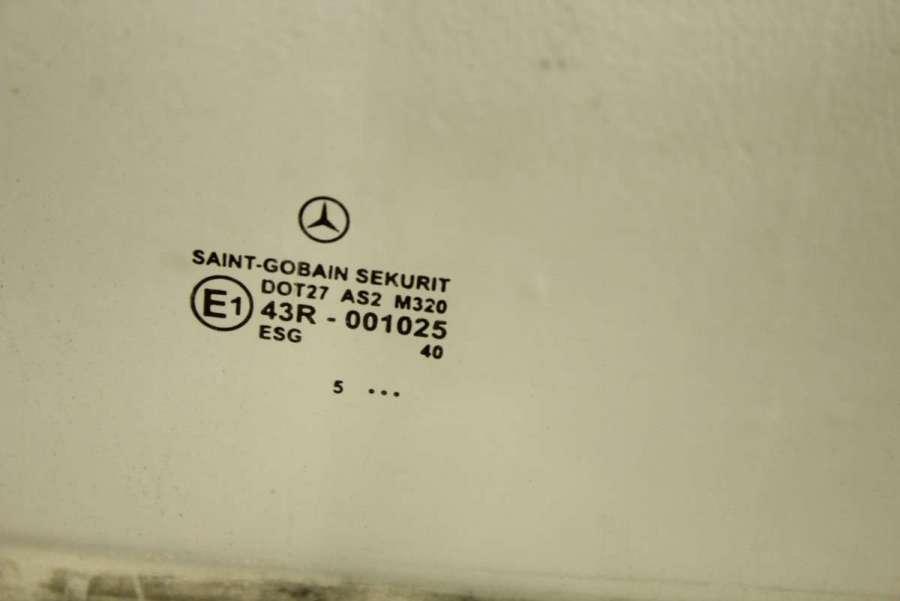 SAINT-GOBAIN SEKURIT
DOT27 AS2 M320
E1 43R - 001025
ESG 40
5 ...